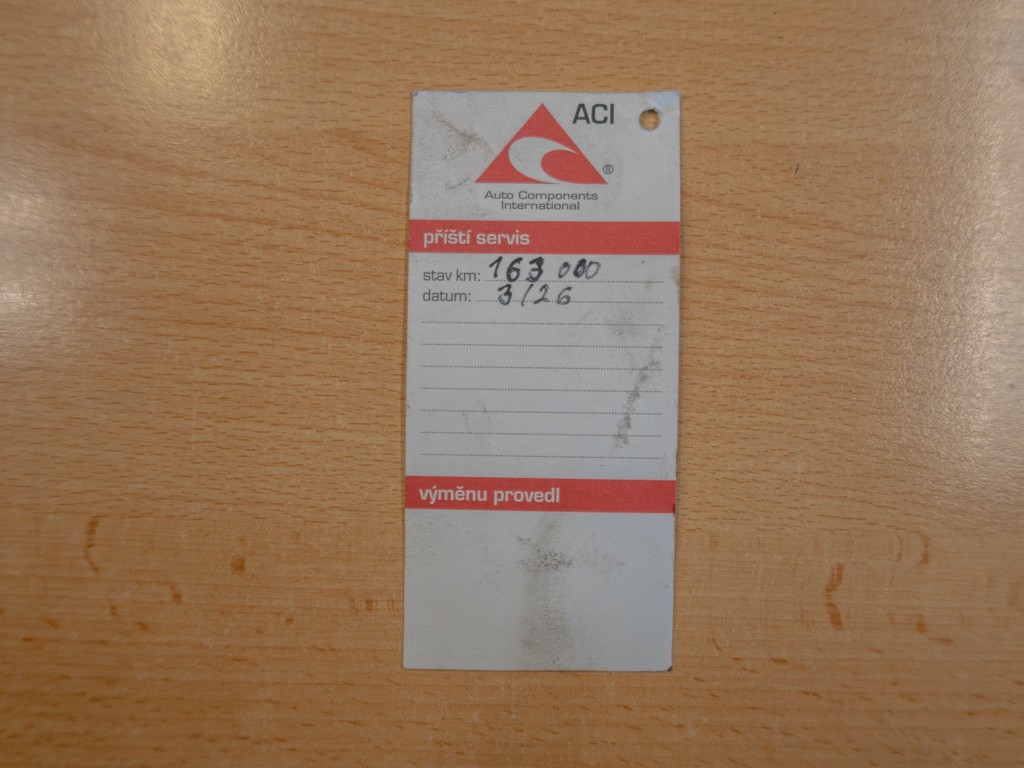 ACI
®
Auto Components
International
příští servis
stav km: 163 000
datum: 3/26
výměnu provedl